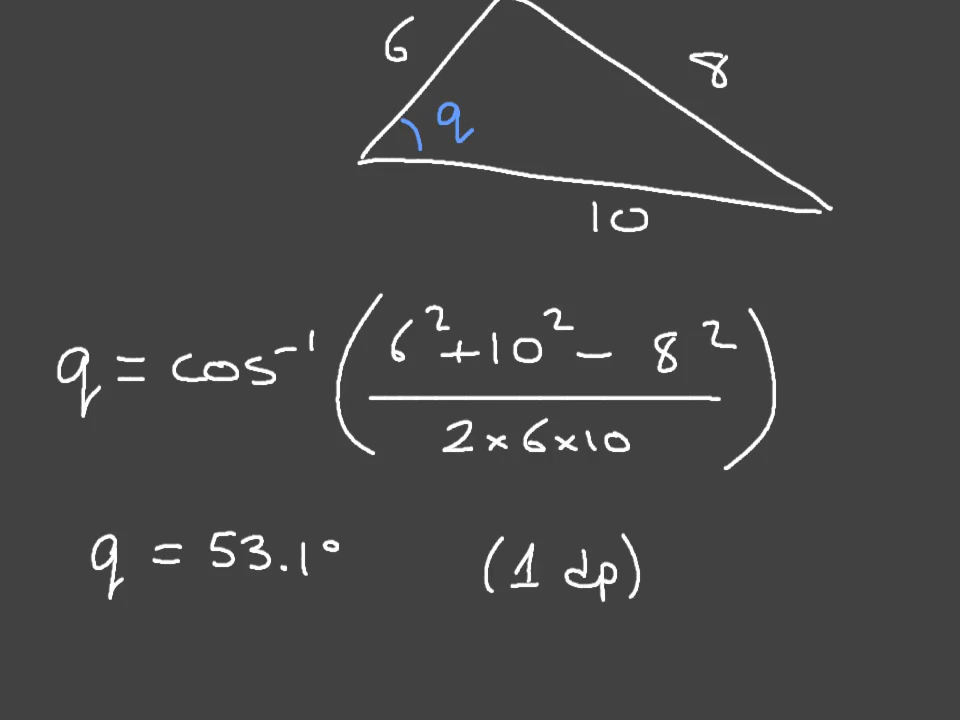 6
8
q
10
q = cos⁻¹ ( (6² + 10² − 8²) / (2 × 6 × 10) )
q = 53.1° (1 dp)